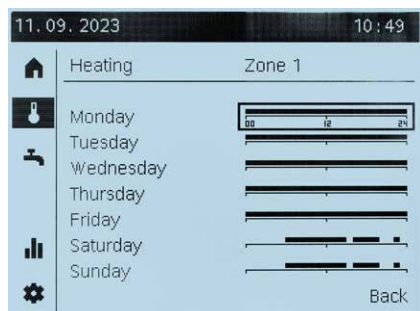 11. 09. 2023 10:49
Heating Zone 1
Monday
00 12 24
Tuesday
Wednesday
Thursday
Friday
Saturday
Sunday
Back